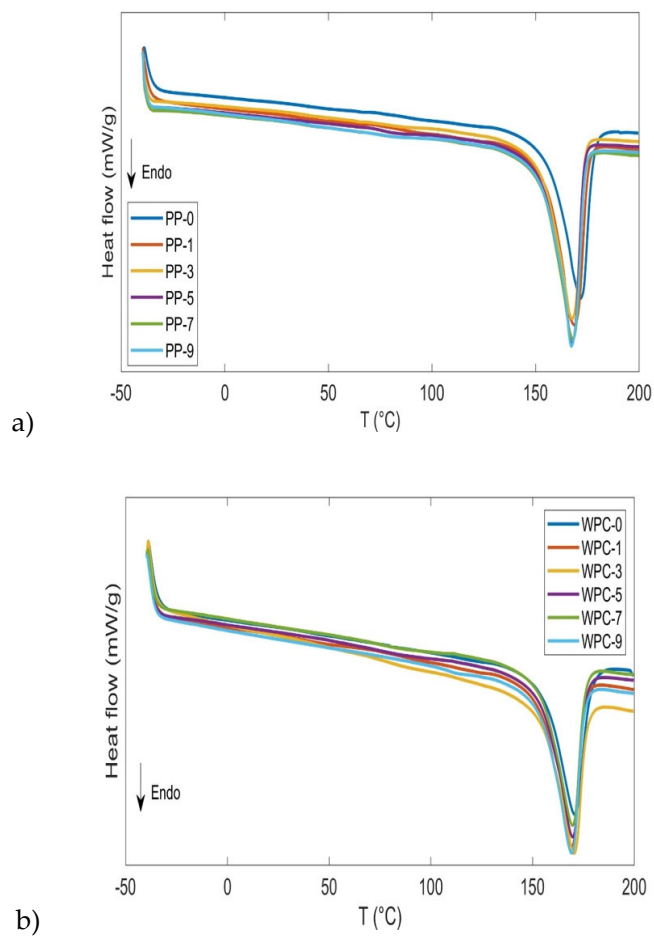 Heat flow (mW/g)
Endo
PP-0
PP-1
PP-3
PP-5
PP-7
PP-9
-50 0 50 100 150 200
T (°C)
a)
WPC-0
WPC-1
WPC-3
WPC-5
WPC-7
WPC-9
Heat flow (mW/g)
Endo
-50 0 50 100 150 200
T (°C)
b)